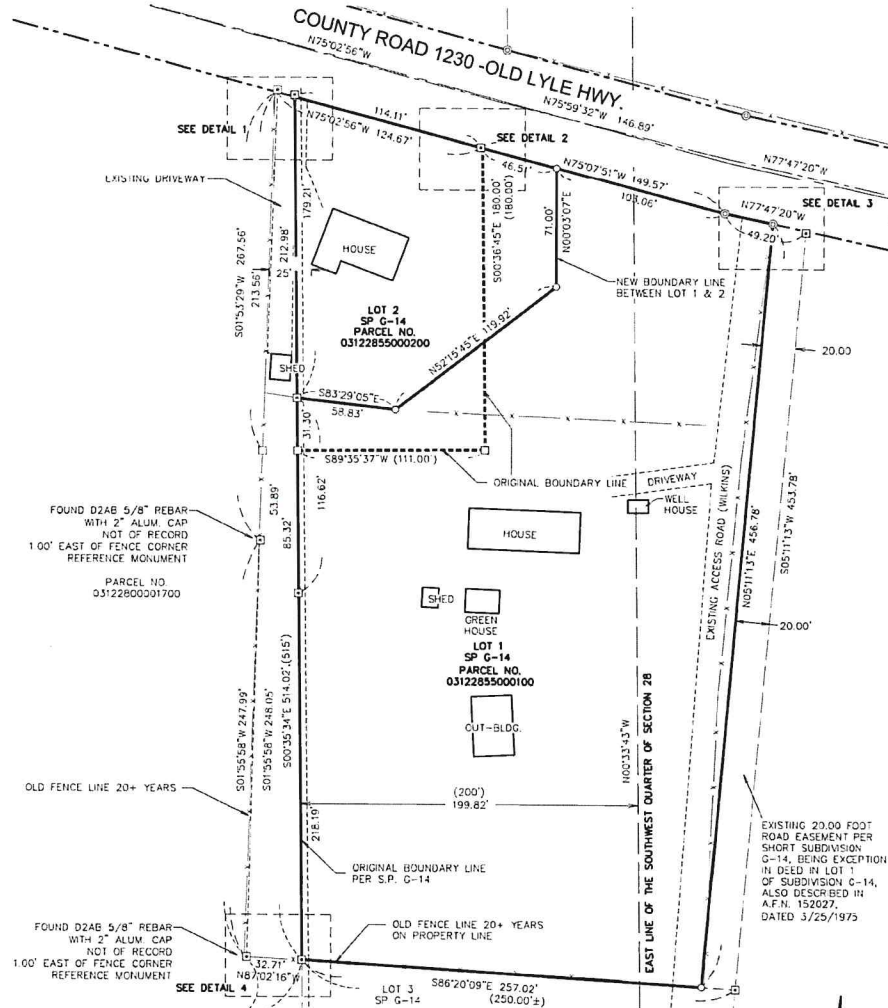 COUNTY ROAD 1230 -OLD LYLE HWY.
N75°02'56"W
N75°59'32"W 146.89'
N77°47'20"W
SEE DETAIL 1
114.11'
N75°02'56"W 124.67'
SEE DETAIL 2
46.51'
N75°07'51"W 149.57'
103.06'
N77°47'20"W
SEE DETAIL 3
49.20'
EXISTING DRIVEWAY
179.21'
212.98'
25'
S01°53'29"W 267.56'
213.56'
HOUSE
S00°36'45"E 180.00'
(180.00')
71.00'
N00°03'07"E
NEW BOUNDARY LINE
BETWEEN LOT 1 & 2
LOT 2
SP G-14
PARCEL NO.
03122855000200
N52°15'45"E 119.92'
20.00
SHED
S83°29'05"E
58.83'
31.30'
S89°35'37"W (111.00')
ORIGINAL BOUNDARY LINE
DRIVEWAY
WELL
HOUSE
EXISTING ACCESS ROAD (WILKINS)
N05°11'13"E 456.78'
S05°11'13"W 453.78'
53.89'
85.32'
116.62'
FOUND D2AB 5/8" REBAR
WITH 2" ALUM. CAP
NOT OF RECORD
1.00' EAST OF FENCE CORNER
REFERENCE MONUMENT
PARCEL NO.
03122800001700
HOUSE
SHED
GREEN
HOUSE
20.00'
LOT 1
SP G-14
PARCEL NO.
03122855000100
OUT-BLDG.
N00°33'43"W
EAST LINE OF THE SOUTHWEST QUARTER OF SECTION 28
S01°55'58"W 247.99'
S01°55'58"W 248.05'
S00°35'34"E 514.02',(515')
OLD FENCE LINE 20+ YEARS
(200')
199.82'
218.19'
ORIGINAL BOUNDARY LINE
PER S.P. G-14
EXISTING 20.00 FOOT
ROAD EASEMENT PER
SHORT SUBDIVISION
G-14, BEING EXCEPTION
IN DEED IN LOT 1
OF SUBDIVISION G-14,
ALSO DESCRIBED IN
A.F.N. 152027,
DATED 3/25/1975
FOUND D2AB 5/8" REBAR
WITH 2" ALUM. CAP
NOT OF RECORD
1.00' EAST OF FENCE CORNER
REFERENCE MONUMENT
SEE DETAIL 4
OLD FENCE LINE 20+ YEARS
ON PROPERTY LINE
32.71'
N87°02'16"W
LOT 3
SP G-14
S86°20'09"E 257.02'
(250.00'±)